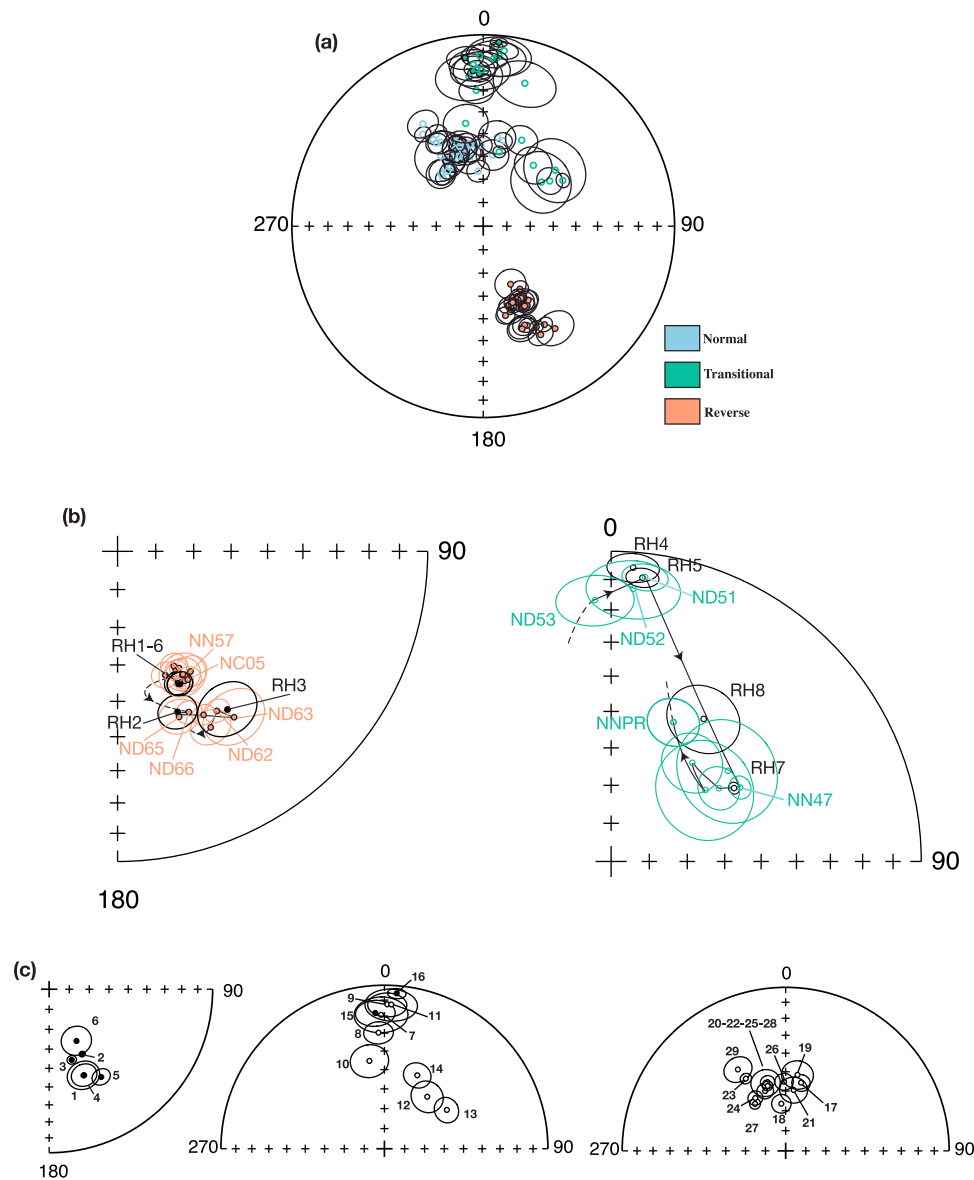 (a)
0
270
90
180
Normal
Transitional
Reverse
(b)
90
180
RH1-6
NN57
NC05
RH3
RH2
ND63
ND65
ND62
ND66
0
RH4
RH5
ND51
ND53
ND52
RH8
NNPR
RH7
NN47
90
(c)
90
6
2
3
5
1
4
180
0
16
9
15
11
8
7
10
14
12
13
270
90
0
20-22-25-28
26
19
29
23
24
17
18
21
27
270
90